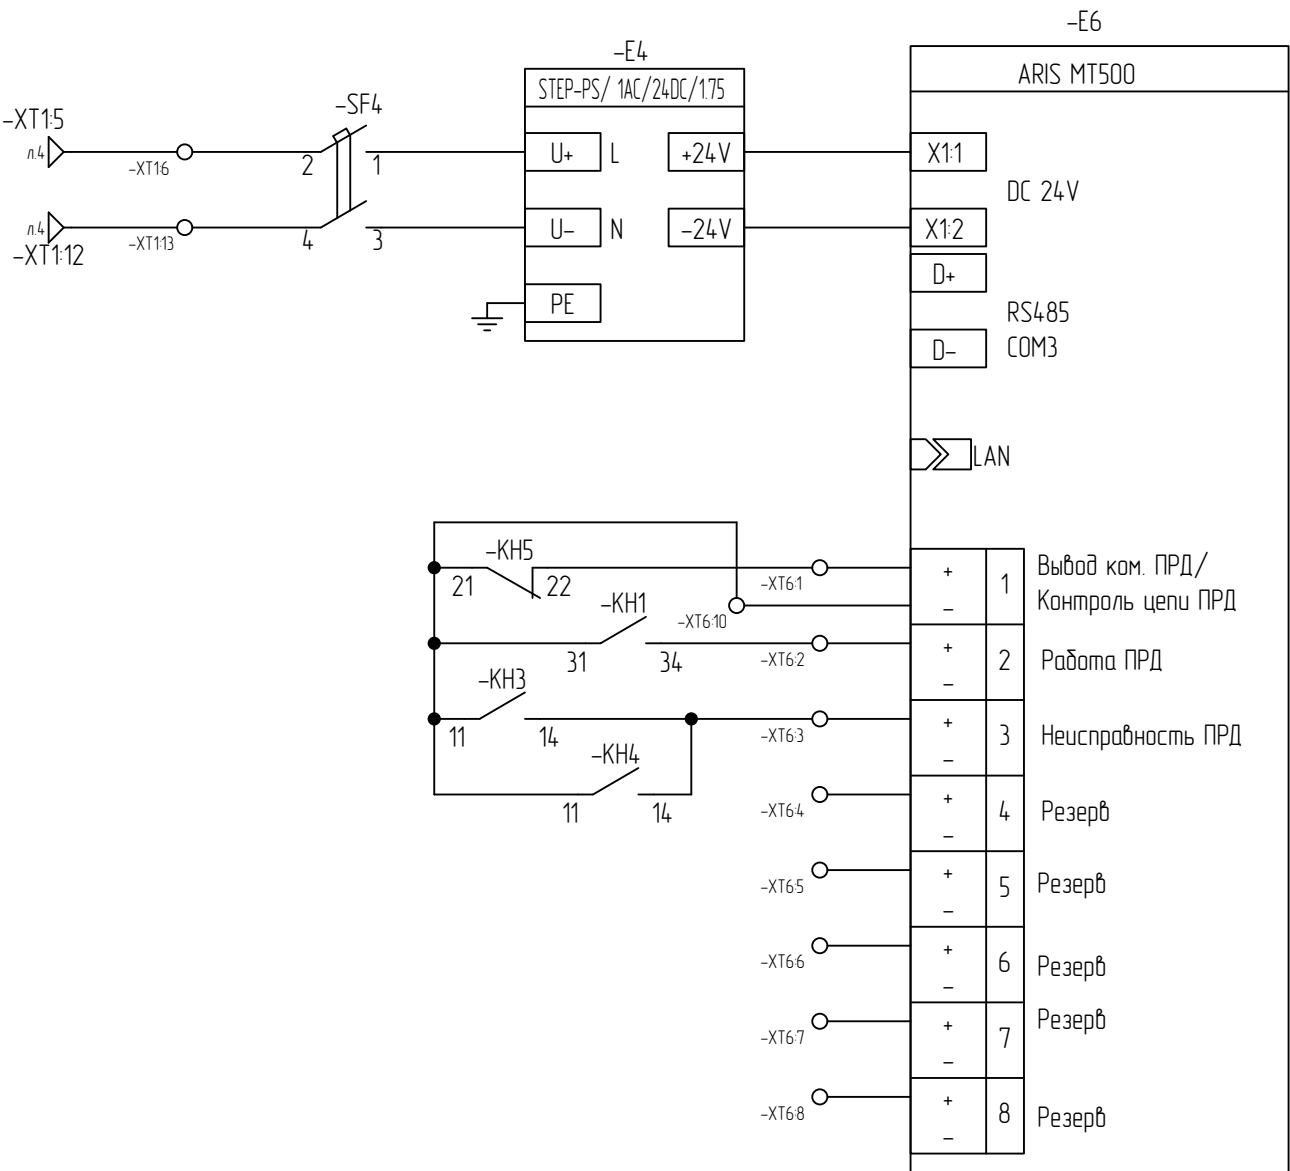 -E6
ARIS MT500
-E4
STEP-PS/ 1AC/24DC/1.75
-XT1:5
л.4
-XT1:6
-SF4
2
1
U+
L
+24V
X1:1
DC 24V
л.4
-XT1:12
-XT1:13
4
3
U-
N
-24V
X1:2
PE
D+
RS485
COM3
D-
LAN
-KH5
21
22
-XT6:1
+
-
1
Вывод ком. ПРД/
Контроль цепи ПРД
-KH1
-XT6:10
31
34
-XT6:2
+
-
2
Работа ПРД
-KH3
11
14
-XT6:3
+
-
3
Неисправность ПРД
-KH4
11
14
-XT6:4
+
-
4
Резерв
-XT6:5
+
-
5
Резерв
-XT6:6
+
-
6
Резерв
-XT6:7
+
-
7
Резерв
-XT6:8
+
-
8
Резерв